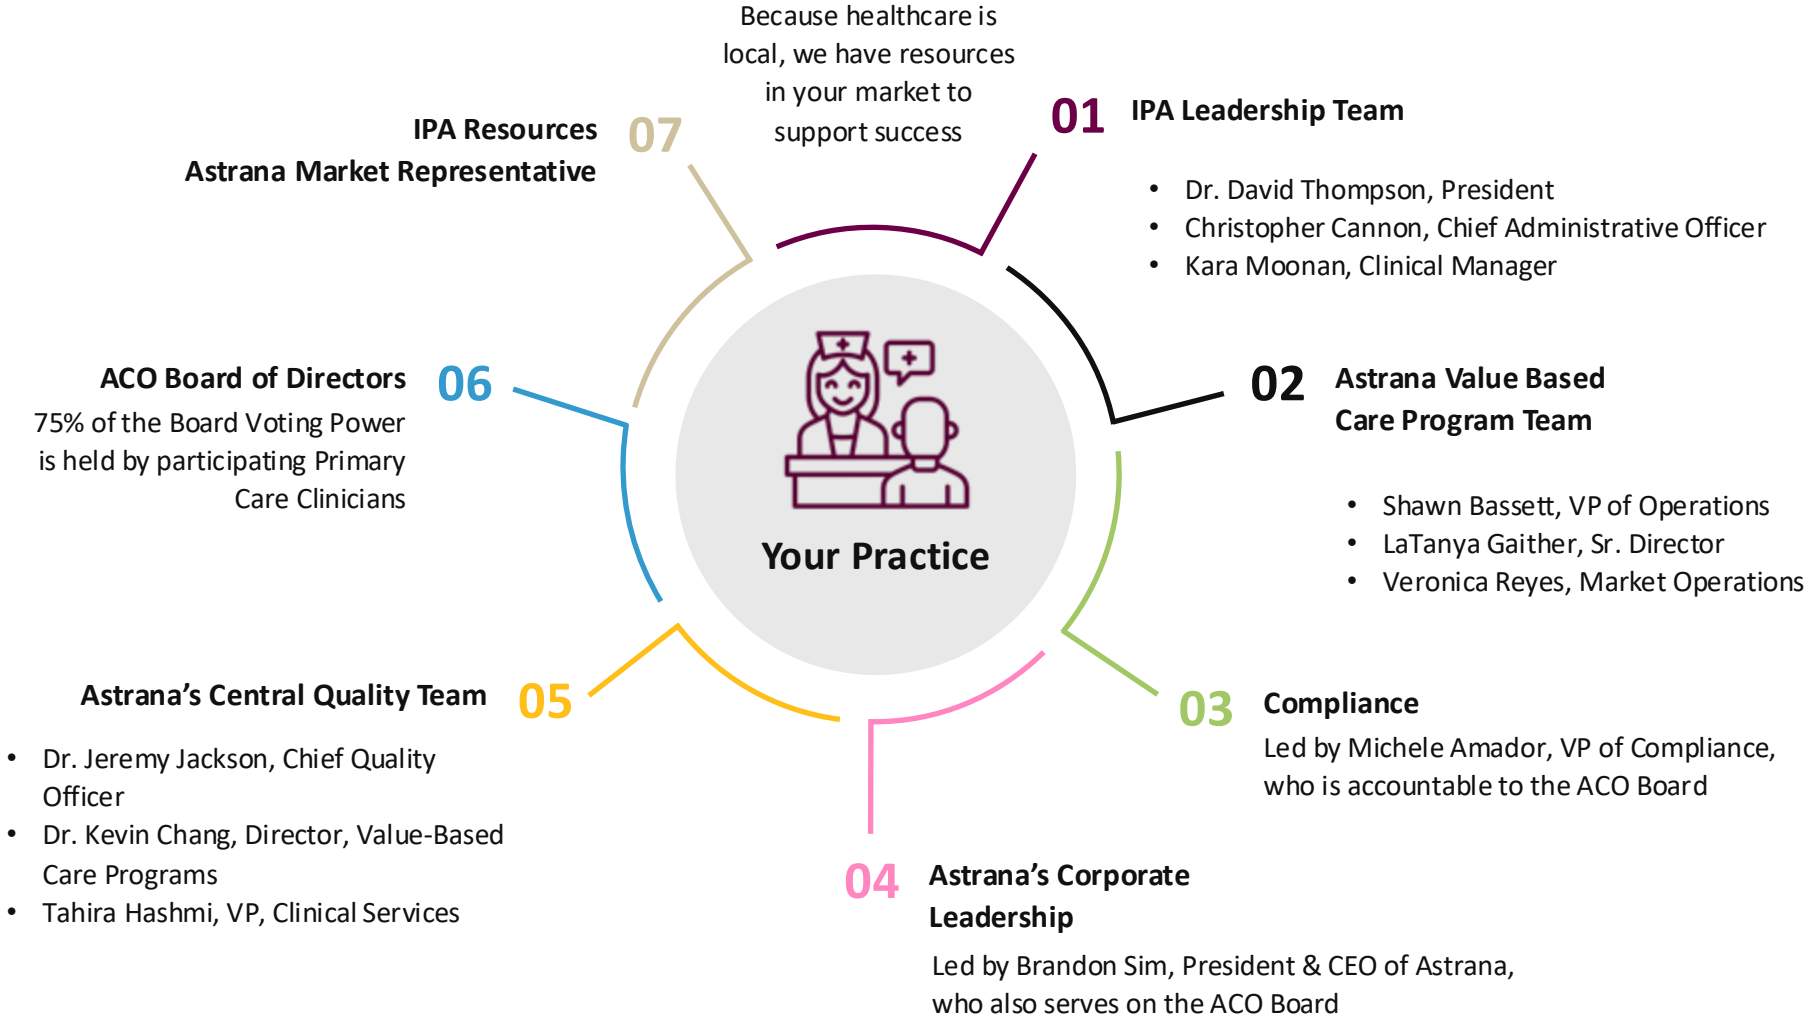 Because healthcare is
local, we have resources
in your market to
support success
01
IPA Leadership Team
• Dr. David Thompson, President
• Christopher Cannon, Chief Administrative Officer
• Kara Moonan, Clinical Manager
02
Astrana Value Based
Care Program Team
• Shawn Bassett, VP of Operations
• LaTanya Gaither, Sr. Director
• Veronica Reyes, Market Operations
03
Compliance
Led by Michele Amador, VP of Compliance,
who is accountable to the ACO Board
04
Astrana’s Corporate
Leadership
Led by Brandon Sim, President & CEO of Astrana,
who also serves on the ACO Board
Astrana’s Central Quality Team
05
• Dr. Jeremy Jackson, Chief Quality
Officer
• Dr. Kevin Chang, Director, Value-Based
Care Programs
• Tahira Hashmi, VP, Clinical Services
ACO Board of Directors
06
75% of the Board Voting Power
is held by participating Primary
Care Clinicians
IPA Resources
07
Astrana Market Representative
Your Practice